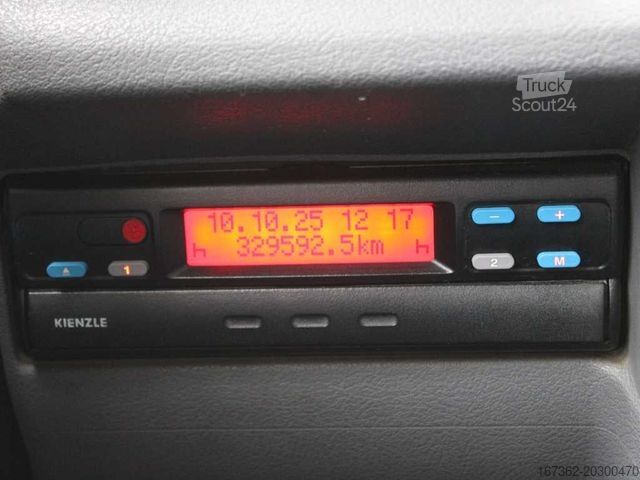 Truck
Scout24
10.10.25 12 17
329592.5km
h h
1
− +
2 M
KIENZLE
167362-20300470